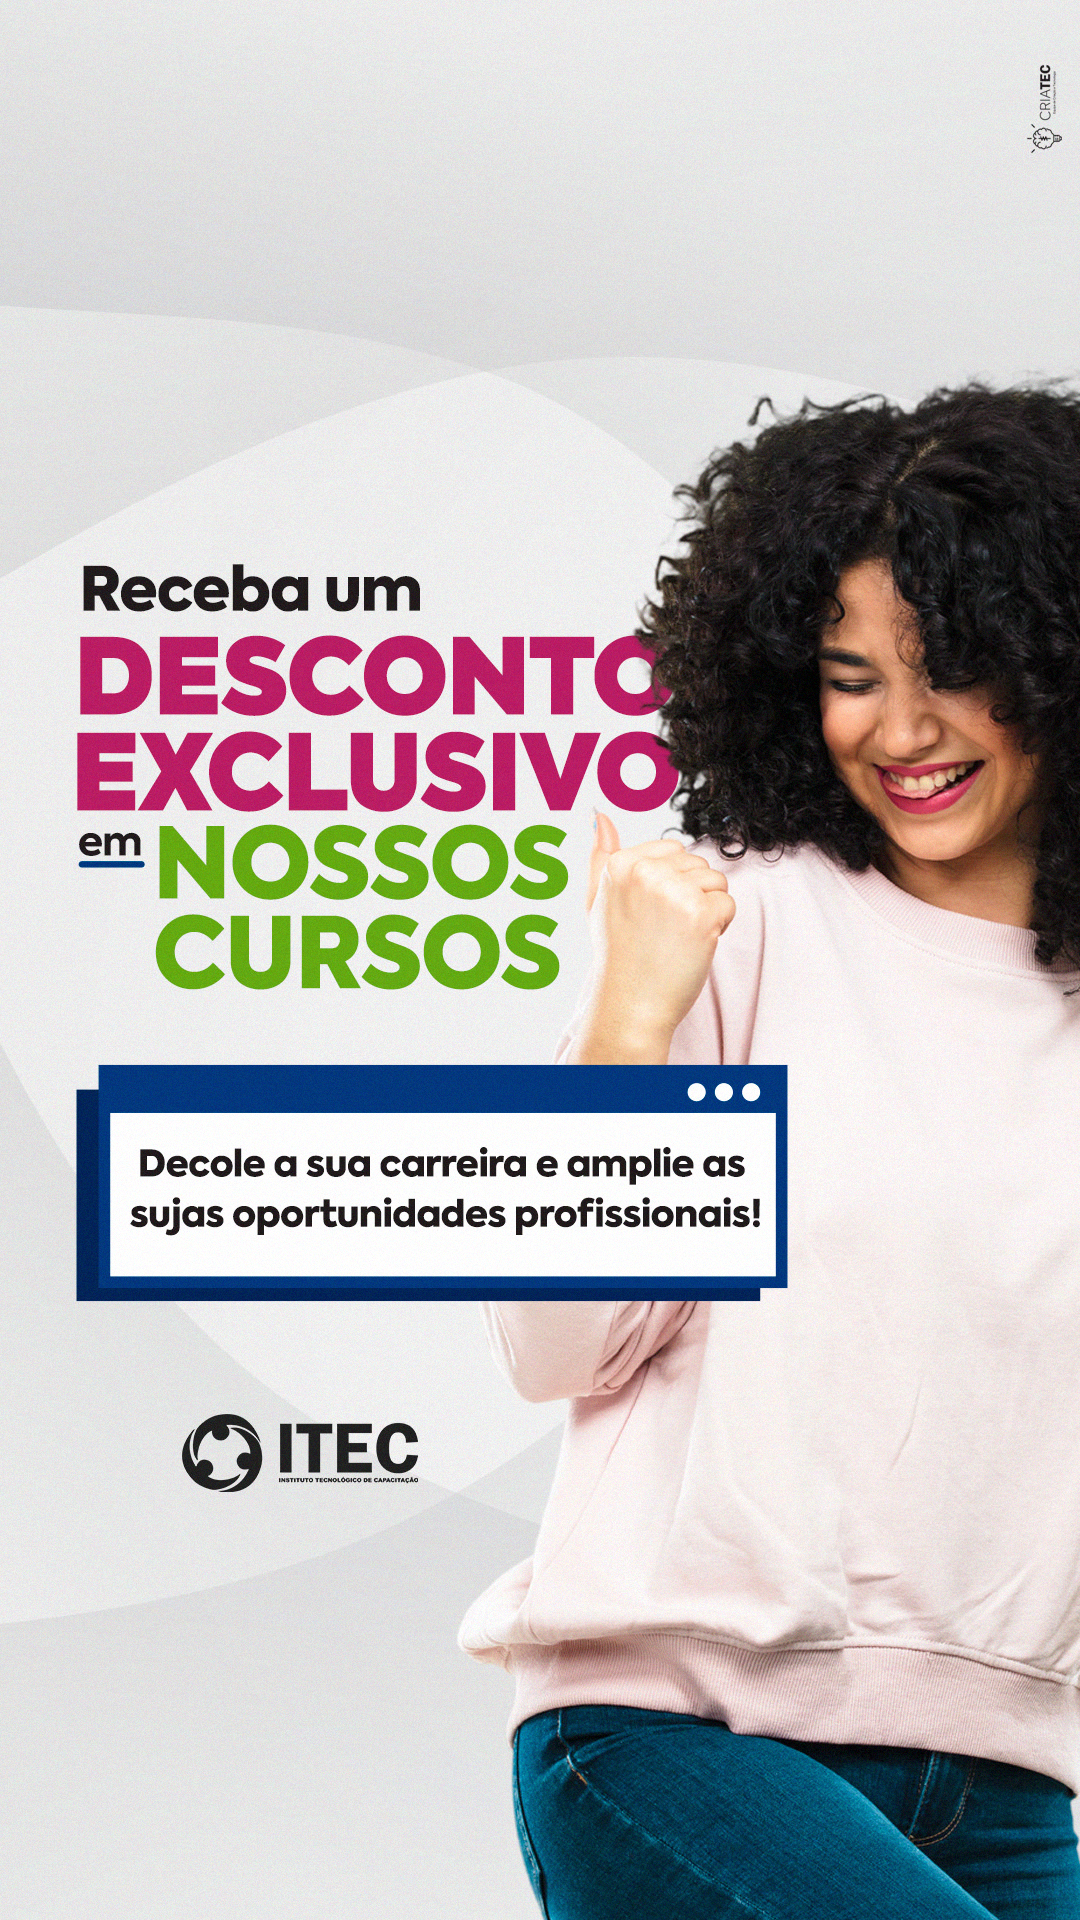 CRIATEC
Receba um
DESCONTO
EXCLUSIVO
em NOSSOS
CURSOS
Decole a sua carreira e amplie as
sujas oportunidades profissionais!
ITEC
INSTITUTO TECNOLÓGICO DE CAPACITAÇÃO